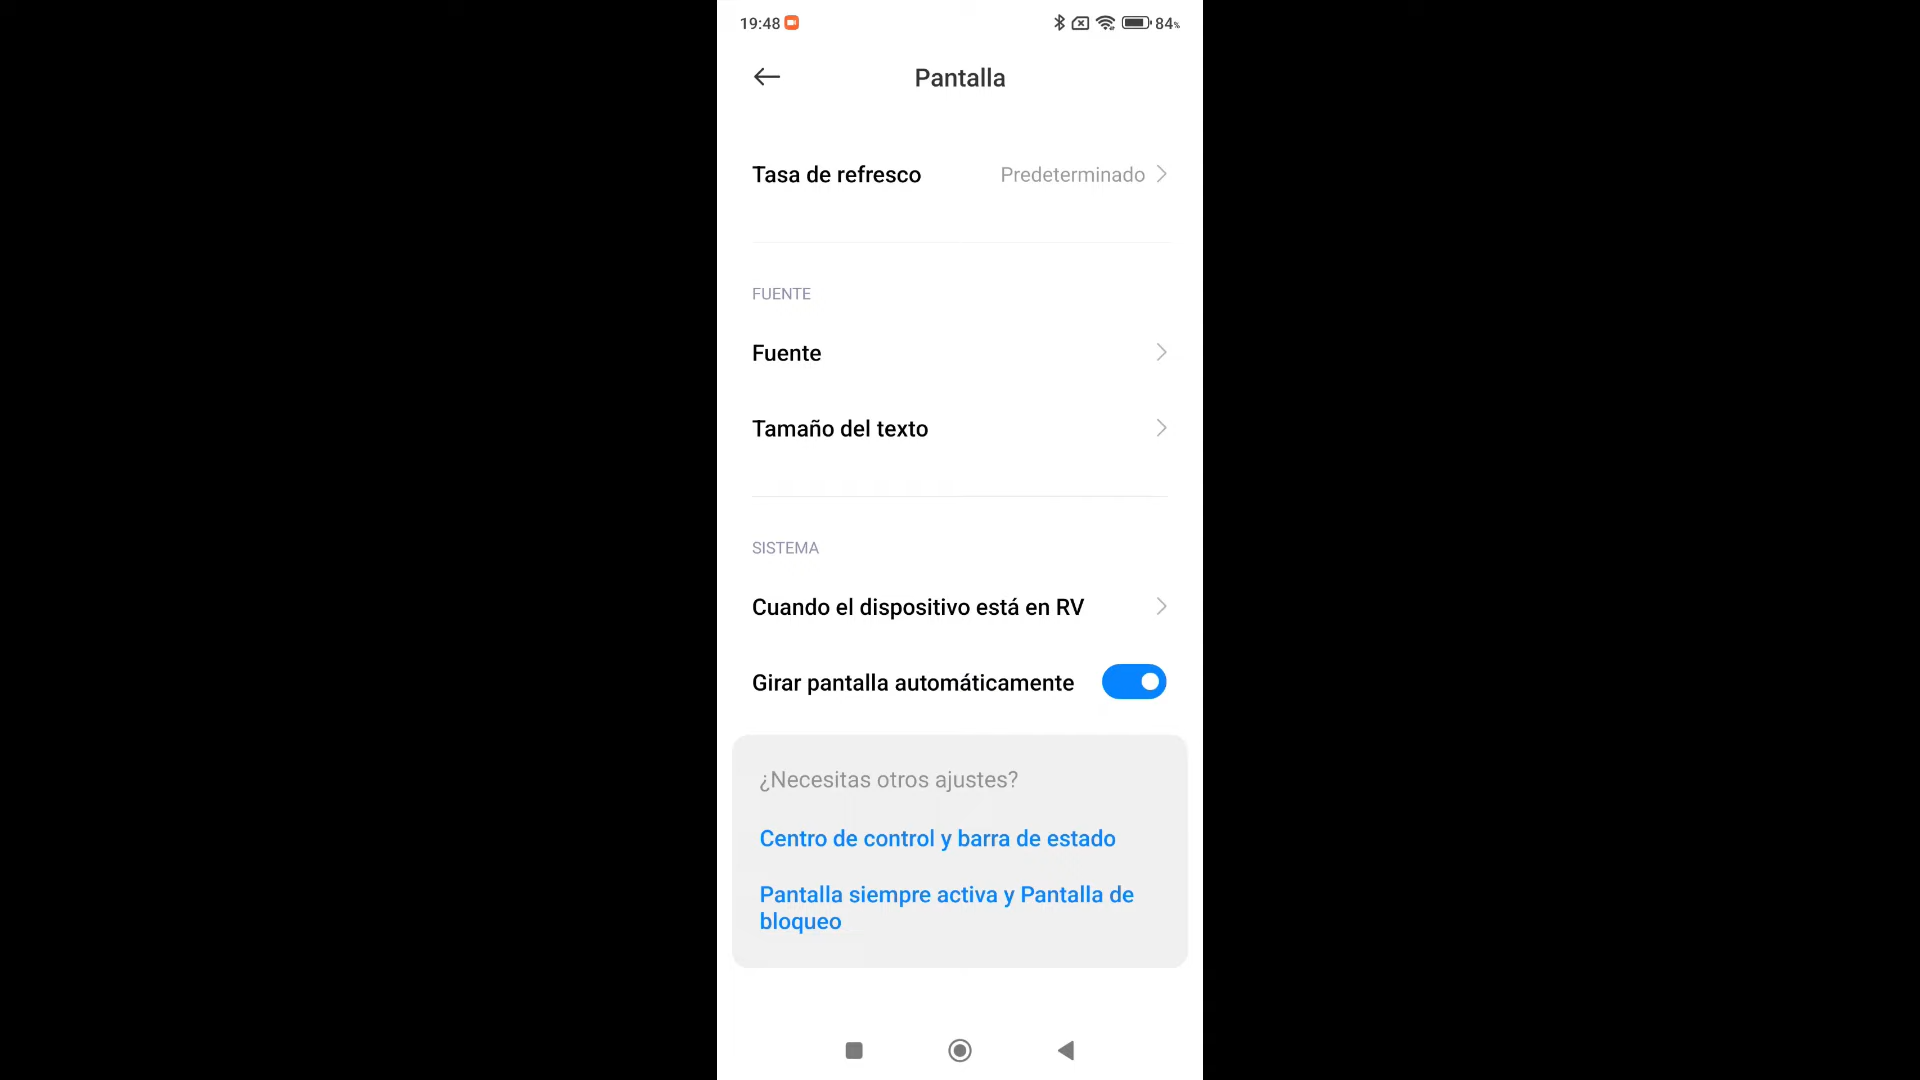 19:48
84%
Pantalla
Tasa de refresco
Predeterminado
FUENTE
Fuente
Tamaño del texto
SISTEMA
Cuando el dispositivo está en RV
Girar pantalla automáticamente
¿Necesitas otros ajustes?
Centro de control y barra de estado
Pantalla siempre activa y Pantalla de
bloqueo